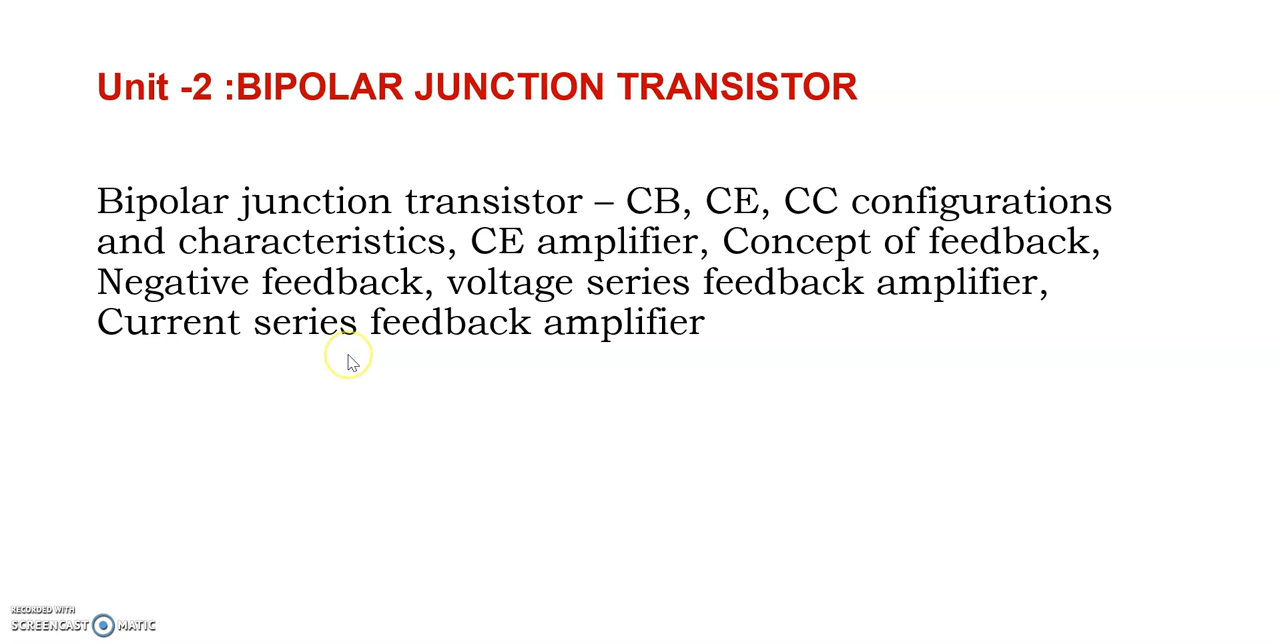 Unit -2 :BIPOLAR JUNCTION TRANSISTOR
Bipolar junction transistor – CB, CE, CC configurations
and characteristics, CE amplifier, Concept of feedback,
Negative feedback, voltage series feedback amplifier,
Current series feedback amplifier
RECORDED WITH
SCREENCAST MATIC